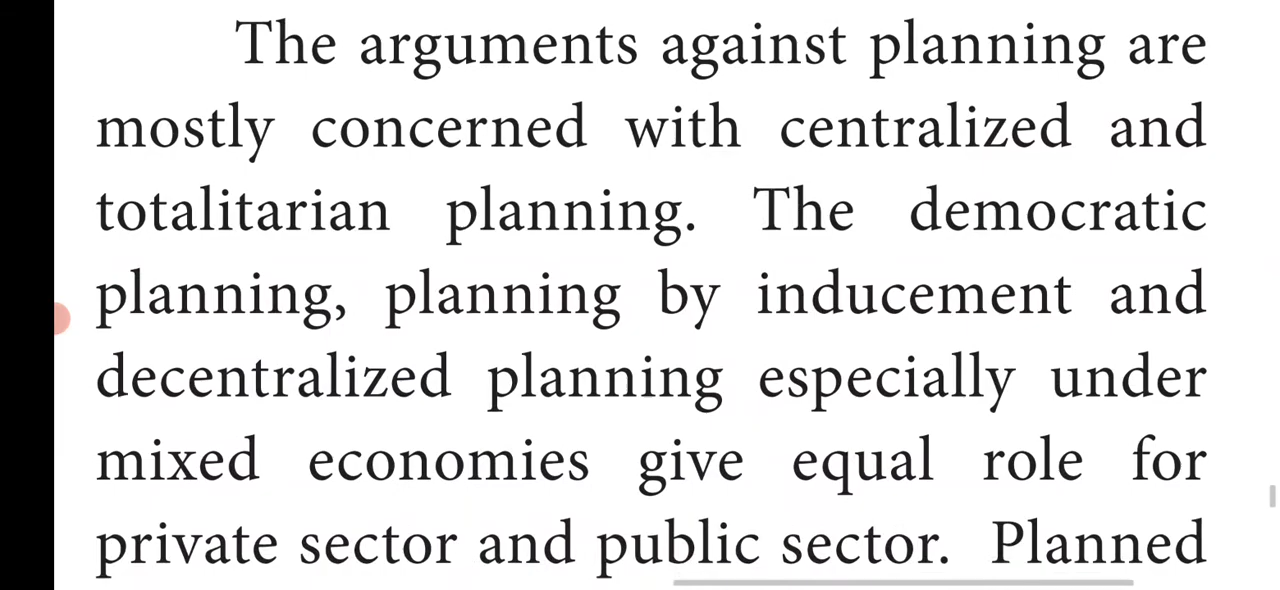 The arguments against planning are
mostly concerned with centralized and
totalitarian planning. The democratic
planning, planning by inducement and
decentralized planning especially under
mixed economies give equal role for
private sector and public sector. Planned